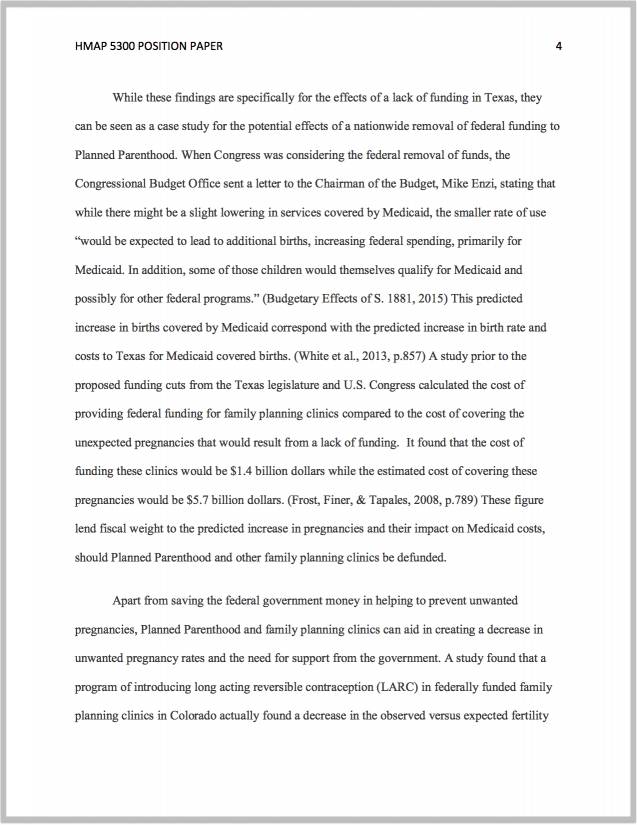 HMAP 5300 POSITION PAPER 4
While these findings are specifically for the effects of a lack of funding in Texas, they
can be seen as a case study for the potential effects of a nationwide removal of federal funding to
Planned Parenthood. When Congress was considering the federal removal of funds, the
Congressional Budget Office sent a letter to the Chairman of the Budget, Mike Enzi, stating that
while there might be a slight lowering in services covered by Medicaid, the smaller rate of use
“would be expected to lead to additional births, increasing federal spending, primarily for
Medicaid. In addition, some of those children would themselves qualify for Medicaid and
possibly for other federal programs.” (Budgetary Effects of S. 1881, 2015) This predicted
increase in births covered by Medicaid correspond with the predicted increase in birth rate and
costs to Texas for Medicaid covered births. (White et al., 2013, p.857) A study prior to the
proposed funding cuts from the Texas legislature and U.S. Congress calculated the cost of
providing federal funding for family planning clinics compared to the cost of covering the
unexpected pregnancies that would result from a lack of funding. It found that the cost of
funding these clinics would be $1.4 billion dollars while the estimated cost of covering these
pregnancies would be $5.7 billion dollars. (Frost, Finer, & Tapales, 2008, p.789) These figure
lend fiscal weight to the predicted increase in pregnancies and their impact on Medicaid costs,
should Planned Parenthood and other family planning clinics be defunded.
Apart from saving the federal government money in helping to prevent unwanted
pregnancies, Planned Parenthood and family planning clinics can aid in creating a decrease in
unwanted pregnancy rates and the need for support from the government. A study found that a
program of introducing long acting reversible contraception (LARC) in federally funded family
planning clinics in Colorado actually found a decrease in the observed versus expected fertility